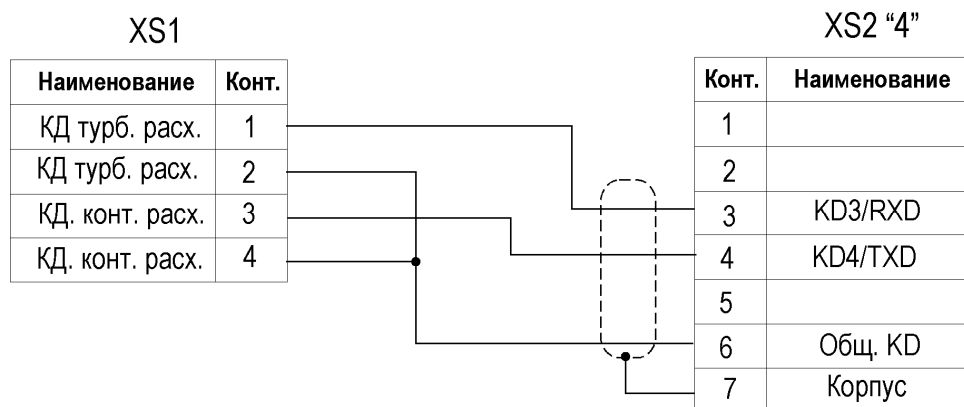 XS1
Наименование Конт.
КД турб. расх. 1
КД турб. расх. 2
КД. конт. расх. 3
КД. конт. расх. 4
XS2 “4”
Конт. Наименование
1
2
3 KD3/RXD
4 KD4/TXD
5
6 Общ. KD
7 Корпус